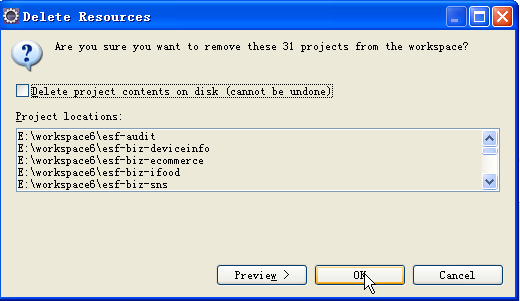 Delete Resources
Are you sure you want to remove these 31 projects from the workspace?
Delete project contents on disk (cannot be undone)
Project locations:
E:\workspace6\esf-audit
E:\workspace6\esf-biz-deviceinfo
E:\workspace6\esf-biz-ecommerce
E:\workspace6\esf-biz-ifood
E:\workspace6\esf-biz-sns
Preview >
OK
Cancel